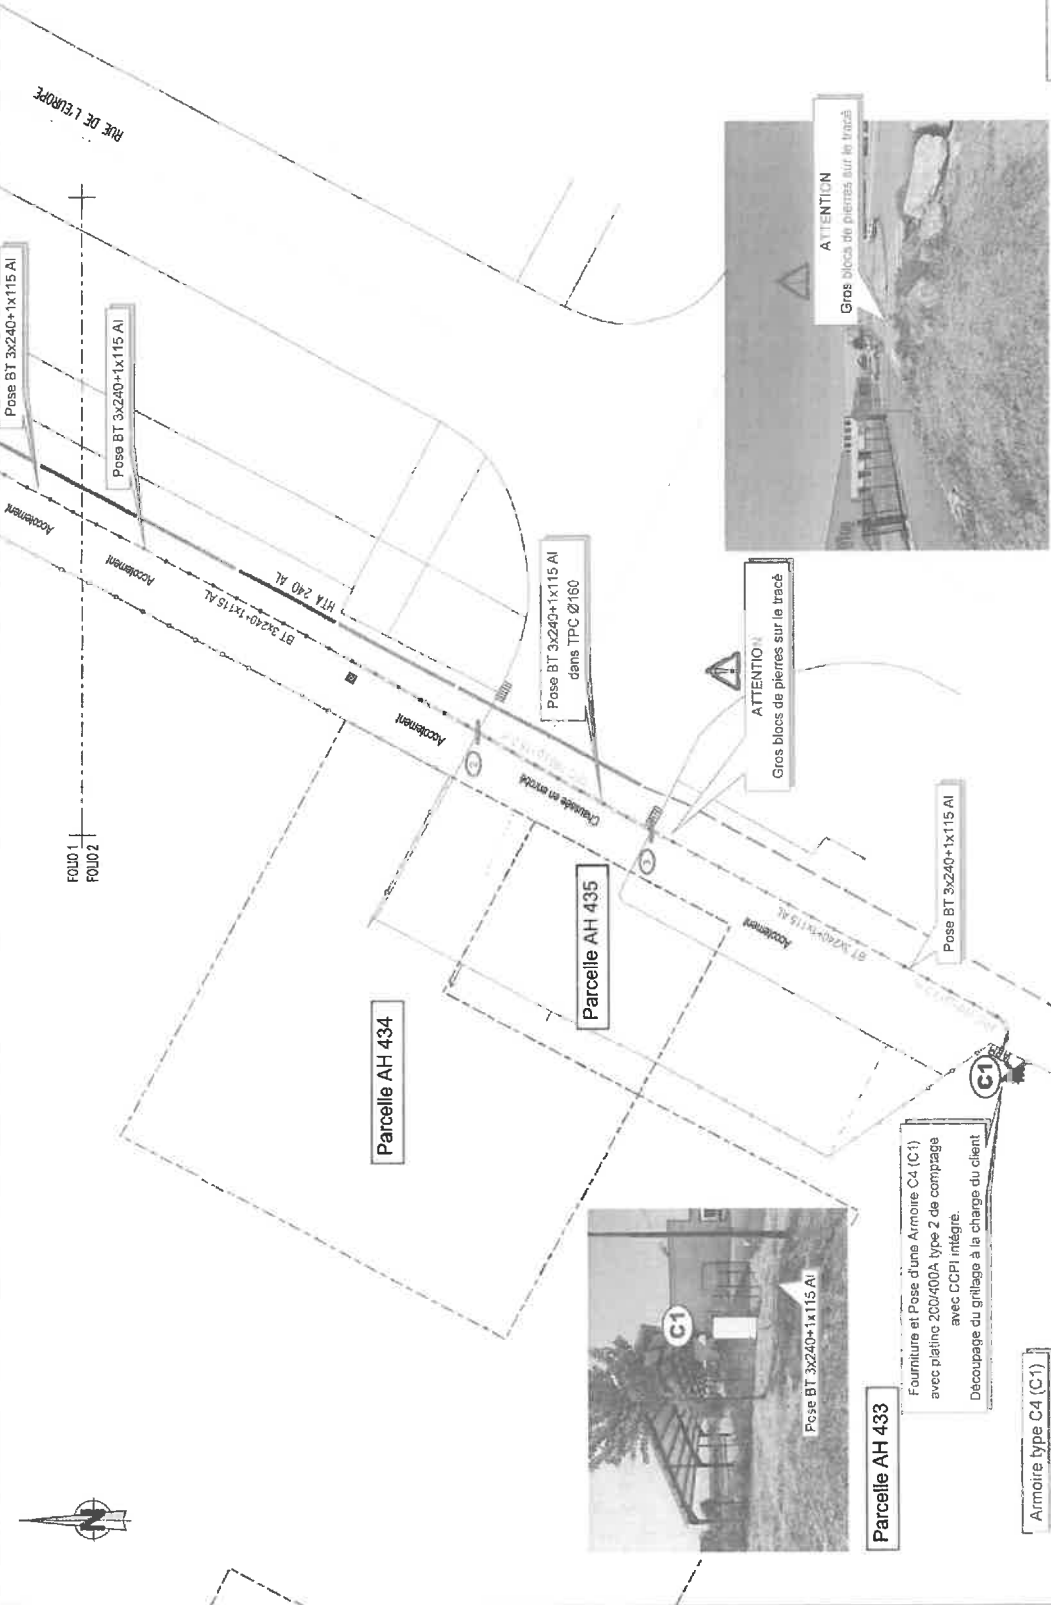 RUE DE L'EUROPE
Pose BT 3x240+1x115 Al
Pose BT 3x240+1x115 Al
FOLIO 1
FOLIO 2
Accotement
Accotement
BT 3x240+1x115 AL
HTA 240 AL
Accotement
2
Chaussée en enrobé
Pose BT 3x240+1x115 Al
dans TPC Ø160
ATTENTION
Gros blocs de pierres sur le tracé
ATTENTION
Gros blocs de pierres sur le tracé
3
Parcelle AH 434
Parcelle AH 435
Accotement
BT 3x240+1x115 AL
Pose BT 3x240+1x115 Al
C1
Fourniture et Pose d'une Armoire C4 (C1)
avec platine 200/400A type 2 de comptage
avec CCPI intégré.
Découpage du grillage à la charge du client
C1
Pose BT 3x240+1x115 Al
Parcelle AH 433
Armoire type C4 (C1)
N